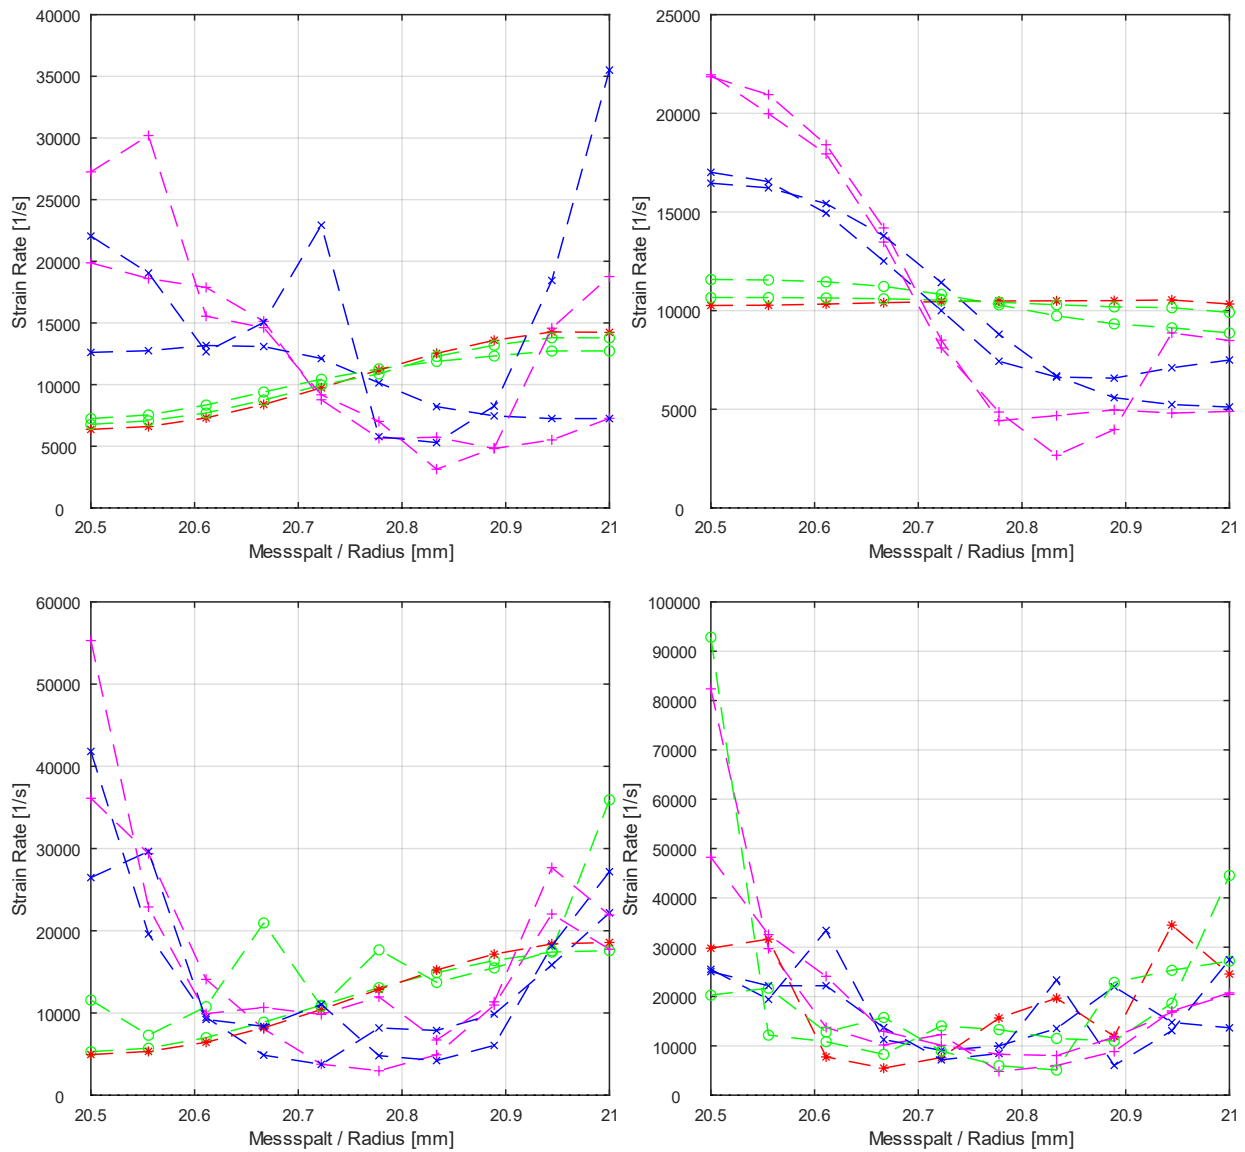 40000
35000
30000
25000
20000
15000
10000
5000
0
Strain Rate [1/s]
20.5 20.6 20.7 20.8 20.9 21
Messspalt / Radius [mm]
25000
20000
15000
10000
5000
0
Strain Rate [1/s]
20.5 20.6 20.7 20.8 20.9 21
Messspalt / Radius [mm]
60000
50000
40000
30000
20000
10000
0
Strain Rate [1/s]
20.5 20.6 20.7 20.8 20.9 21
Messspalt / Radius [mm]
100000
90000
80000
70000
60000
50000
40000
30000
20000
10000
0
Strain Rate [1/s]
20.5 20.6 20.7 20.8 20.9 21
Messspalt / Radius [mm]